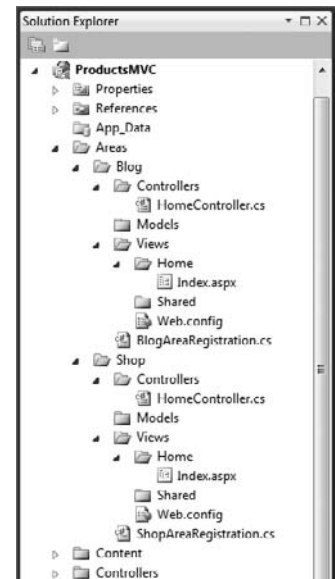 Solution Explorer
ProductsMVC
Properties
References
App_Data
Areas
Blog
Controllers
HomeController.cs
Models
Views
Home
Index.aspx
Shared
Web.config
BlogAreaRegistration.cs
Shop
Controllers
HomeController.cs
Models
Views
Home
Index.aspx
Shared
Web.config
ShopAreaRegistration.cs
Content
Controllers